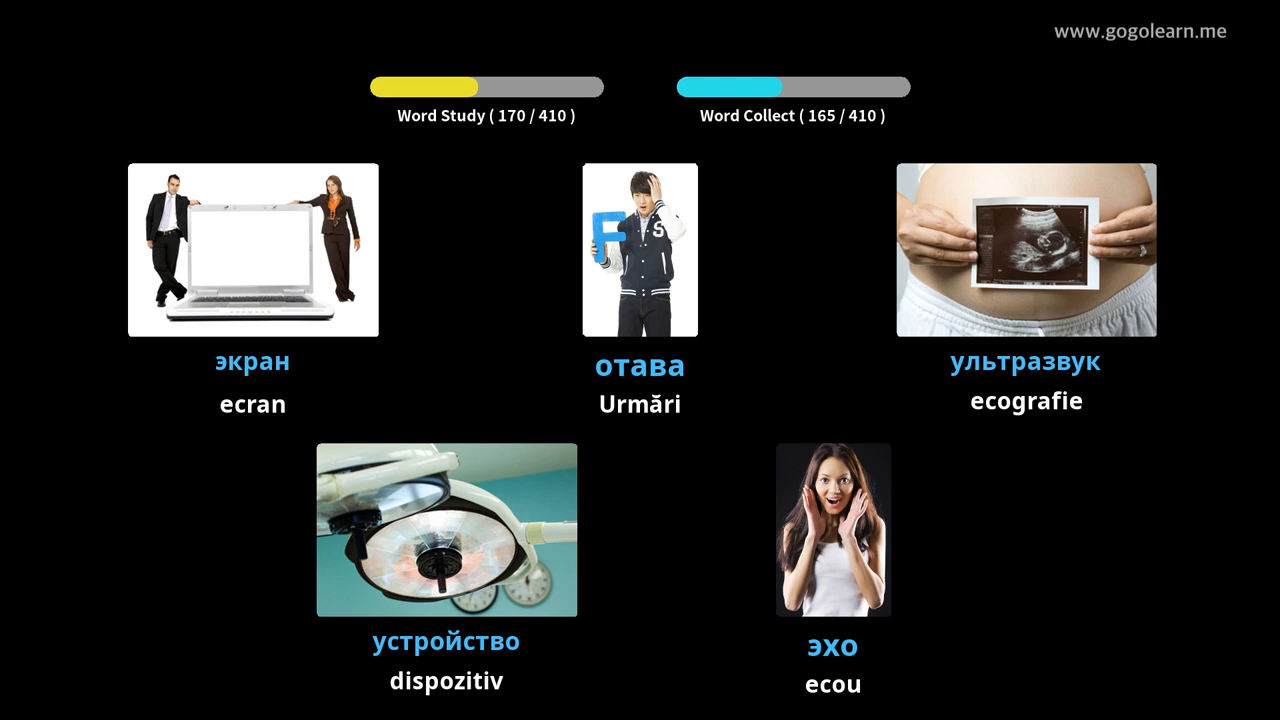 www.gogolearn.me
Word Study ( 170 / 410 )
Word Collect ( 165 / 410 )
F
S
экран
ecran
отава
Urmări
ультразвук
ecografie
устройство
dispozitiv
эхо
ecou